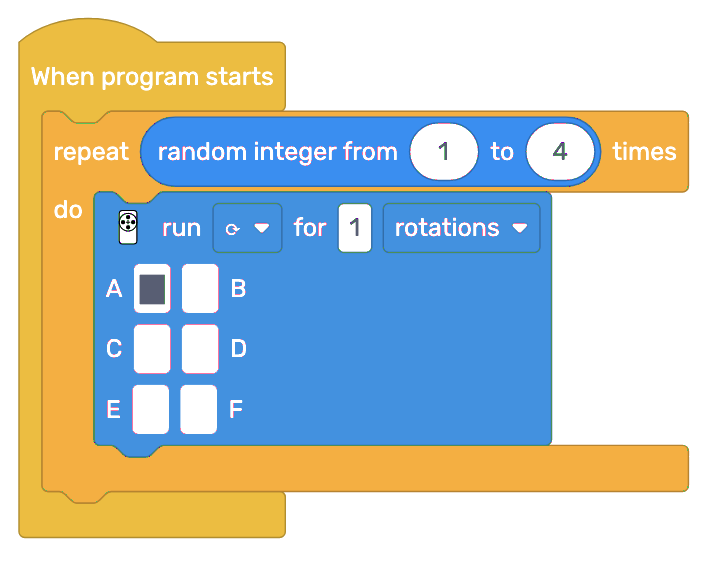 When program starts
repeat random integer from 1 to 4 times
do
run ⟳ for 1 rotations
A B
C D
E F